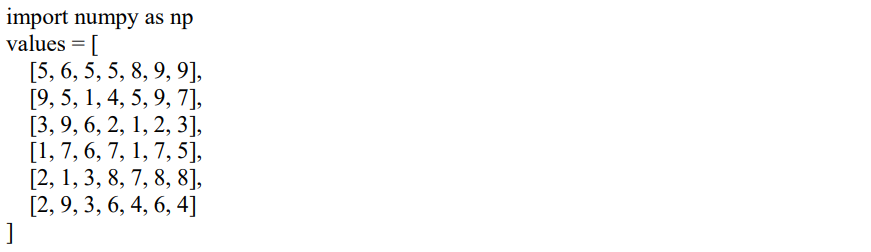 import numpy as np
values = [
[5, 6, 5, 5, 8, 9, 9],
[9, 5, 1, 4, 5, 9, 7],
[3, 9, 6, 2, 1, 2, 3],
[1, 7, 6, 7, 1, 7, 5],
[2, 1, 3, 8, 7, 8, 8],
[2, 9, 3, 6, 4, 6, 4]
]